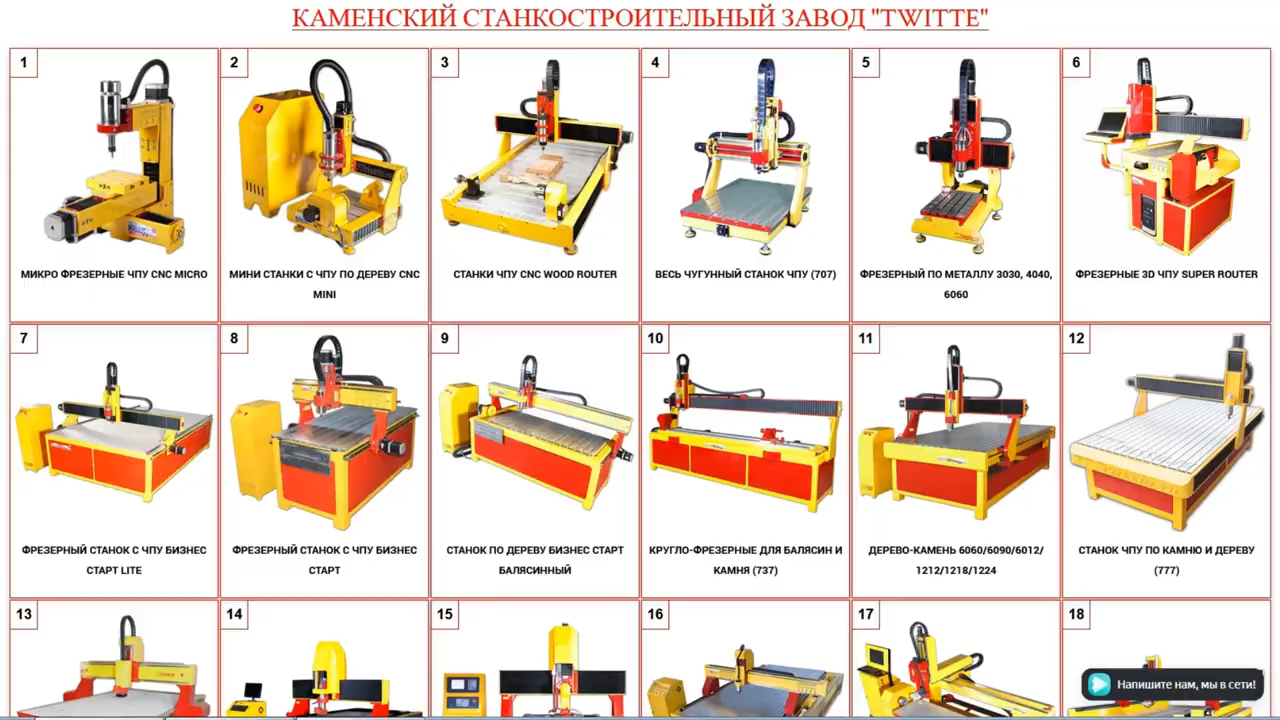 КАМЕНСКИЙ СТАНКОСТРОИТЕЛЬНЫЙ ЗАВОД "TWITTE"
1
2
3
4
5
6
МИКРО ФРЕЗЕРНЫЕ ЧПУ CNC MICRO
МИНИ СТАНКИ С ЧПУ ПО ДЕРЕВУ CNC
MINI
СТАНКИ ЧПУ CNC WOOD ROUTER
ВЕСЬ ЧУГУННЫЙ СТАНОК ЧПУ (707)
ФРЕЗЕРНЫЙ ПО МЕТАЛЛУ 3030, 4040,
6060
ФРЕЗЕРНЫЕ 3D ЧПУ SUPER ROUTER
7
8
9
10
11
12
ФРЕЗЕРНЫЙ СТАНОК С ЧПУ БИЗНЕС
СТАРТ LITE
ФРЕЗЕРНЫЙ СТАНОК С ЧПУ БИЗНЕС
СТАРТ
СТАНОК ПО ДЕРЕВУ БИЗНЕС СТАРТ
БАЛЯСИННЫЙ
КРУГЛО-ФРЕЗЕРНЫЕ ДЛЯ БАЛЯСИН И
КАМНЯ (737)
ДЕРЕВО-КАМЕНЬ 6060/6090/6012/
1212/1218/1224
СТАНОК ЧПУ ПО КАМНЮ И ДЕРЕВУ
(777)
13
14
15
16
17
18
Напишите нам, мы в сети!